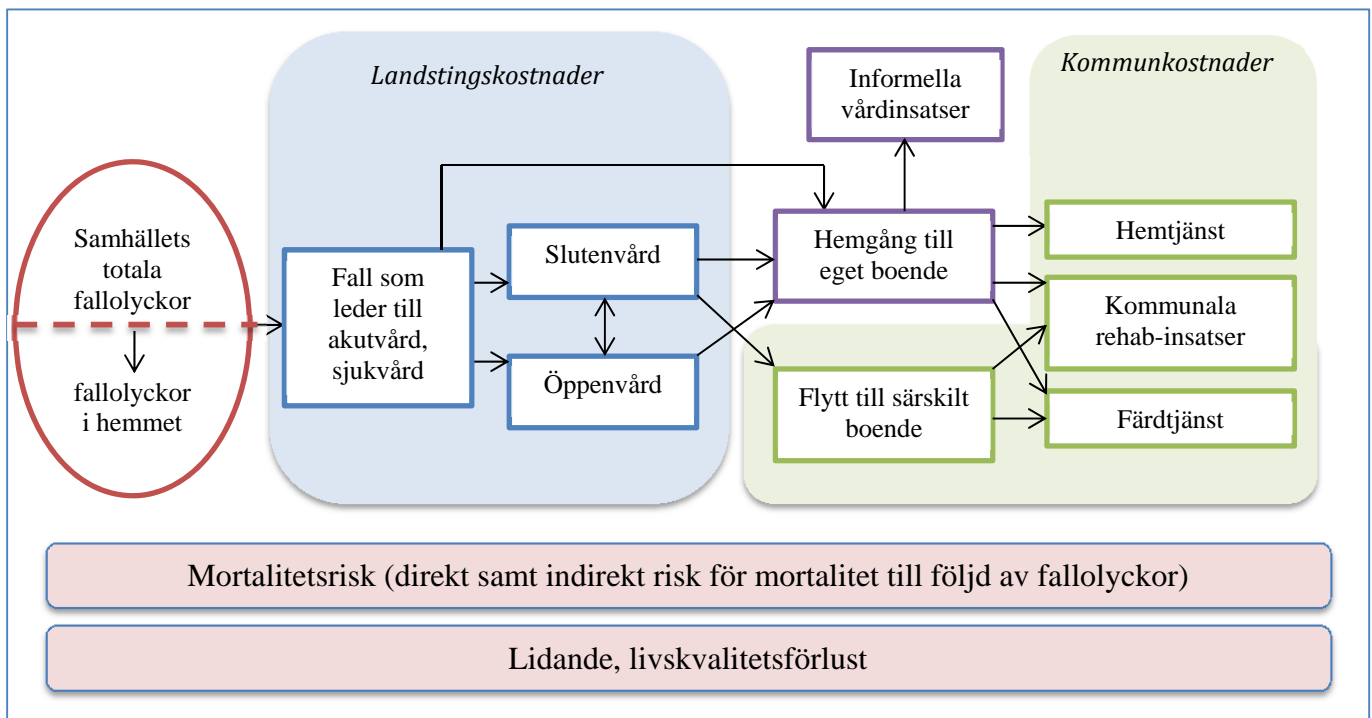 Landstingskostnader
Kommunkostnader
Informella
vårdinsatser
Samhällets
totala
fallolyckor
fallolyckor
i hemmet
Fall som
leder till
akutvård,
sjukvård
Slutenvård
Öppenvård
Hemgång till
eget boende
Flytt till särskilt
boende
Hemtjänst
Kommunala
rehab-insatser
Färdtjänst
Mortalitetsrisk (direkt samt indirekt risk för mortalitet till följd av fallolyckor)
Lidande, livskvalitetsförlust